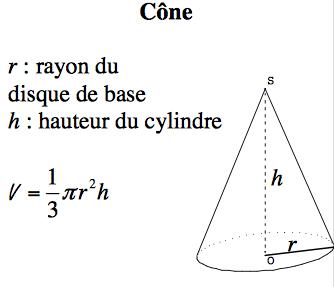 Cône
r : rayon du
disque de base
h : hauteur du cylindre
V = 1/3 πr²h
S
h
r
O